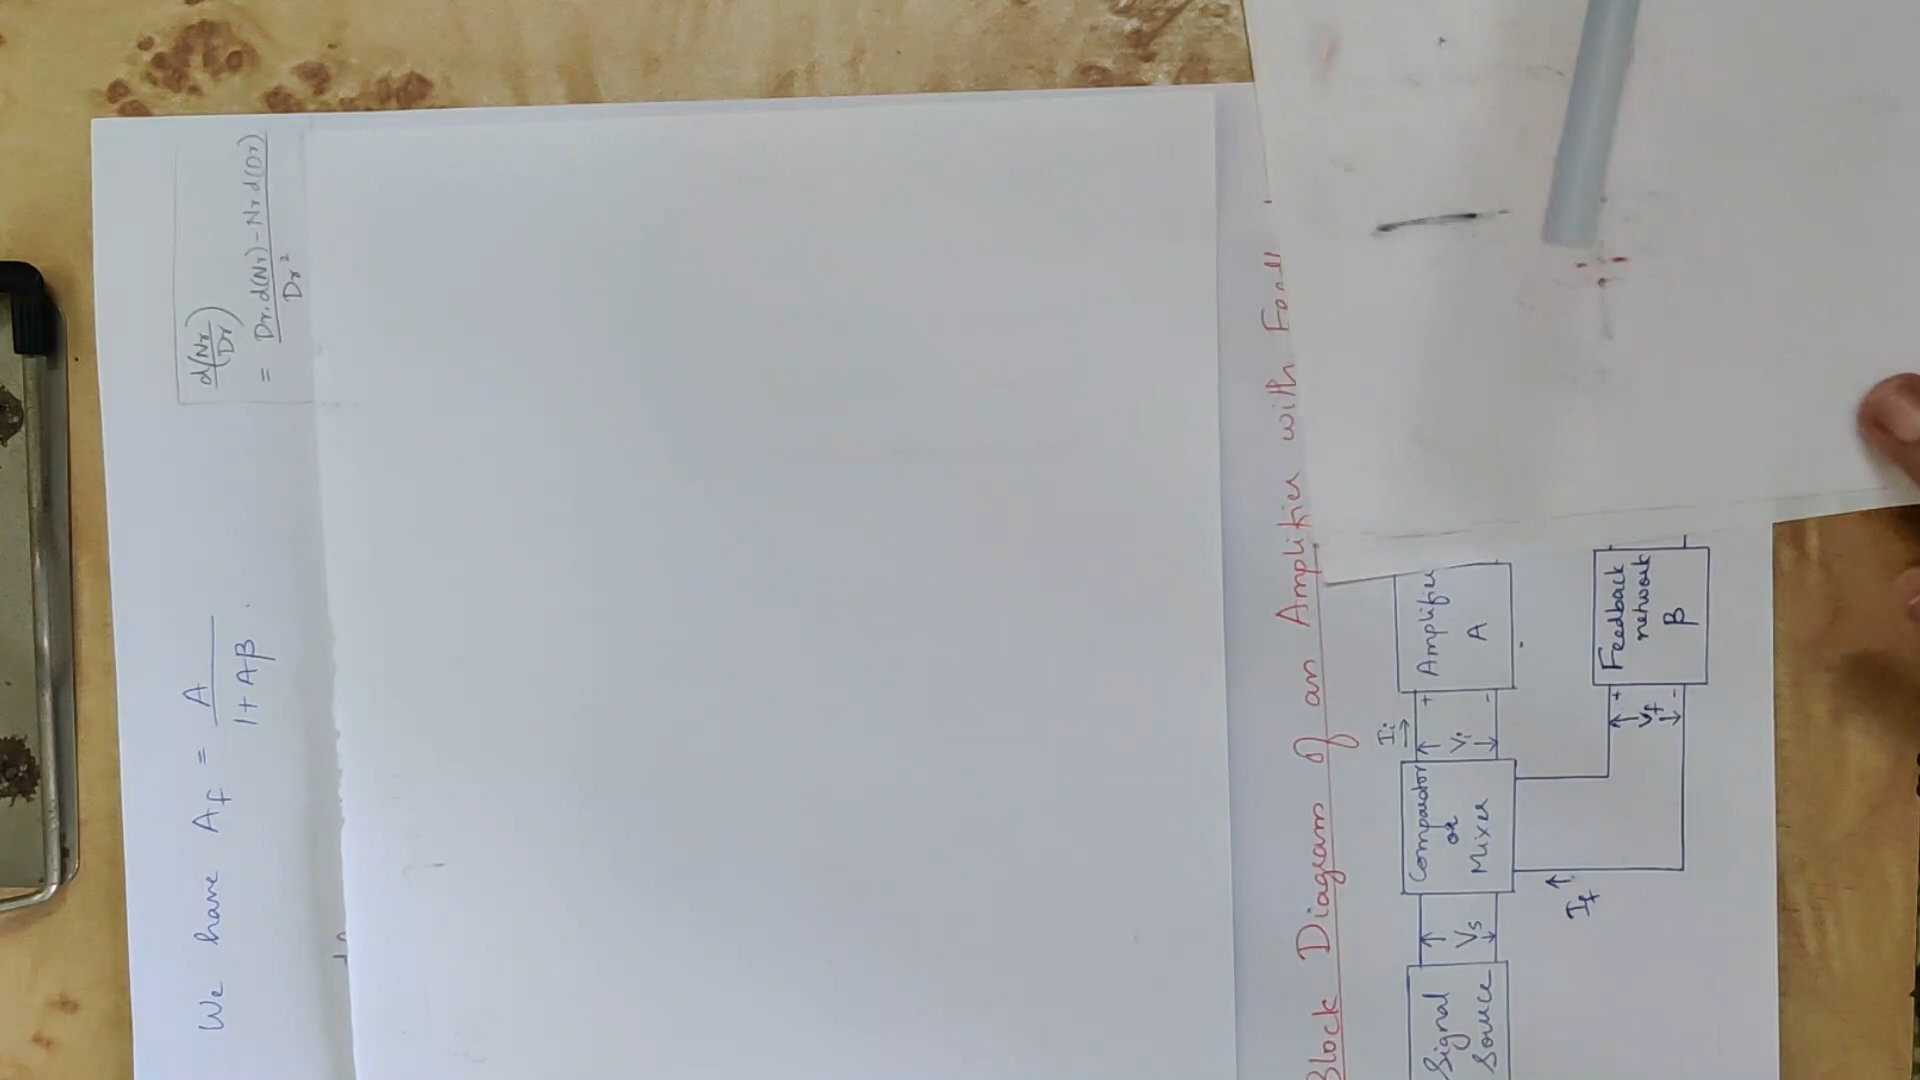 We have Af = A / 1 + Aβ .
d(Nr/Dr)
= Dr. d(Nr) - Nr d(Dr) / Dr²
Block Diagram of an Amplifier with
Signal Source
Vs
Comparator or Mixer
Ii
+ Vi -
Amplifier A
If
+ Vf -
Feedback network β